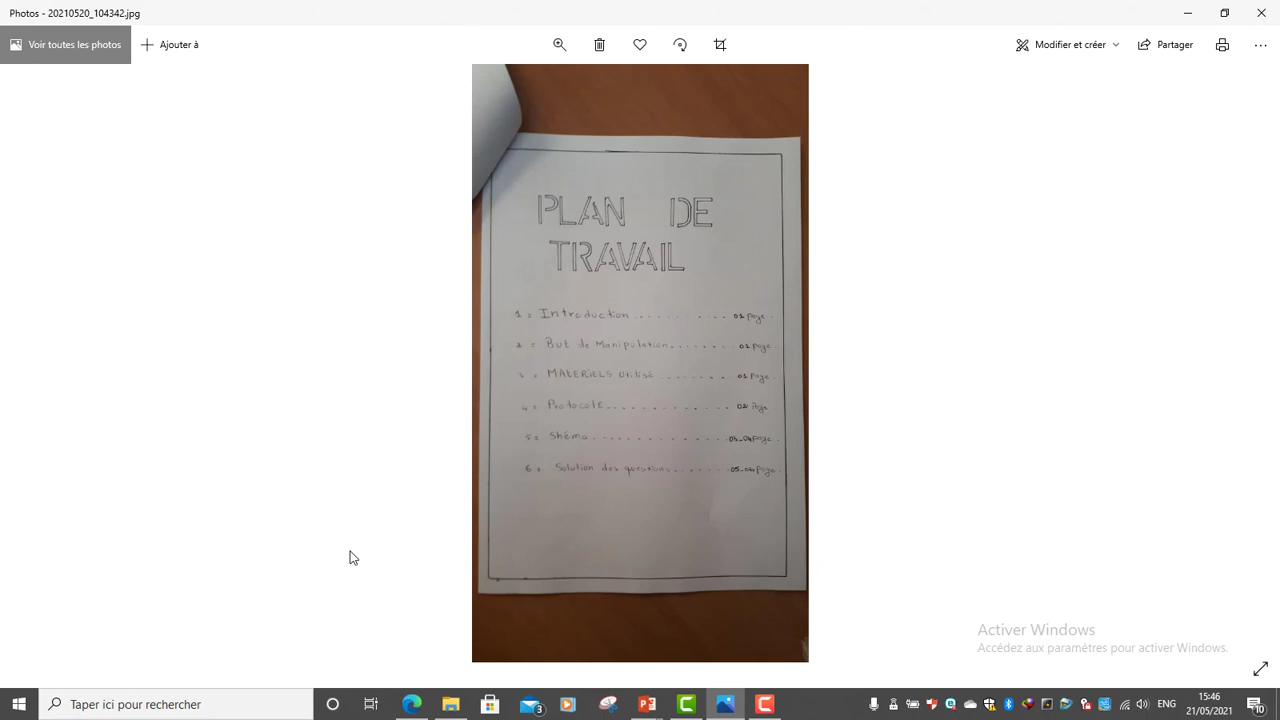 Photos - 20210520_104342.jpg
Voir toutes les photos
Ajouter à
Modifier et créer
Partager
PLAN DE
TRAVAIL
1 = Introduction .......... 01 page.
2 = But de Manipulation ....... 01 page.
3 = MATERIELS Utilisé ....... 01 Page.
4 = Protocole .......... 02 Page
5 = Shéma .......... 03_04 page.
6 = Solution des questions ....... page.
Activer Windows
Accédez aux paramètres pour activer Windows.
Taper ici pour rechercher
3
ENG
15:46
21/05/2021
10